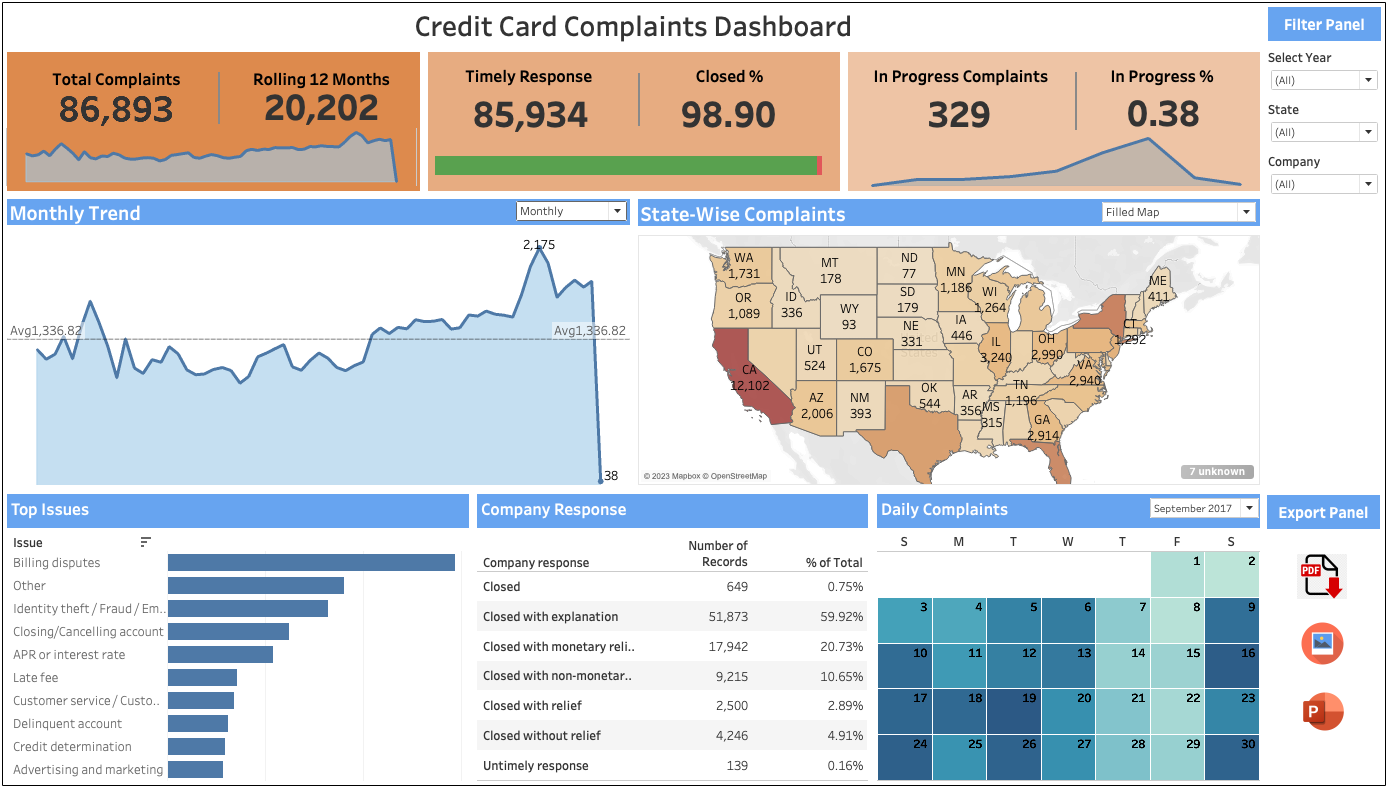 Credit Card Complaints Dashboard
Filter Panel
Total Complaints
86,893
Rolling 12 Months
20,202
Timely Response
85,934
Closed %
98.90
In Progress Complaints
329
In Progress %
0.38
Select Year
(All)
State
(All)
Company
(All)
Monthly Trend
Monthly
2,175
Avg1,336.82
Avg1,336.82
38
State-Wise Complaints
Filled Map
WA
1,731
MT
178
ND
77
MN
1,186
ME
411
OR
1,089
ID
336
WY
93
SD
179
WI
1,264
NE
331
IA
446
IL
3,240
OH
2,990
CT
1,292
CA
12,102
UT
524
CO
1,675
VA
2,940
AZ
2,006
NM
393
OK
544
AR
356
TN
1,196
MS
315
GA
2,914
© 2023 Mapbox © OpenStreetMap
7 unknown
Top Issues
Issue
Billing disputes
Other
Identity theft / Fraud / Em..
Closing/Cancelling account
APR or interest rate
Late fee
Customer service / Custo..
Delinquent account
Credit determination
Advertising and marketing
Company Response
Company response
Number of
Records
% of Total
Closed 649 0.75%
Closed with explanation 51,873 59.92%
Closed with monetary reli.. 17,942 20.73%
Closed with non-monetar.. 9,215 10.65%
Closed with relief 2,500 2.89%
Closed without relief 4,246 4.91%
Untimely response 139 0.16%
Daily Complaints
September 2017
S M T W T F S
1 2
3 4 5 6 7 8 9
10 11 12 13 14 15 16
17 18 19 20 21 22 23
24 25 26 27 28 29 30
Export Panel
PDF
P